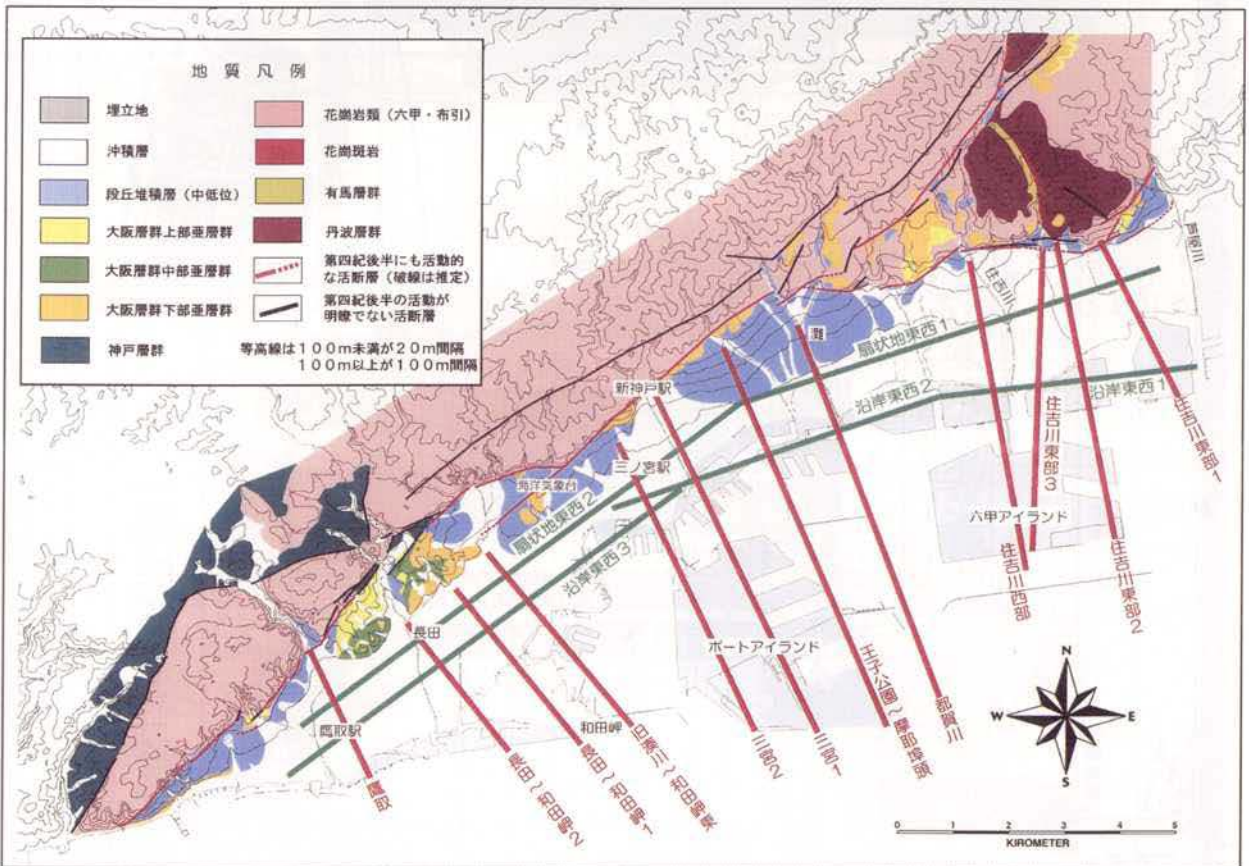 地質凡例
埋立地
沖積層
段丘堆積層（中低位）
大阪層群上部亜層群
大阪層群中部亜層群
大阪層群下部亜層群
神戸層群
花崗岩類（六甲・布引）
花崗斑岩
有馬層群
丹波層群
第四紀後半にも活動的
な活断層（破線は推定）
第四紀後半の活動が
明瞭でない活断層
等高線は１００ｍ未満が２０ｍ間隔
１００ｍ以上が１００ｍ間隔
芦屋川
住吉川
灘
扇状地東西1
沿岸東西2
沿岸東西1
新神戸駅
三ノ宮駅
海洋気象台
扇状地東西2
沿岸東西3
長田
鷹取駅
和田岬
ポートアイランド
六甲アイランド
鷹取
長田～和田岬2
長田～和田岬1
旧湊川～和田岬東
三宮2
三宮1
王子公園～摩耶埠頭
都賀川
住吉川西部
住吉川東部3
住吉川東部2
住吉川東部1
N
W
E
S
0 1 2 3 4 5
KIROMETER